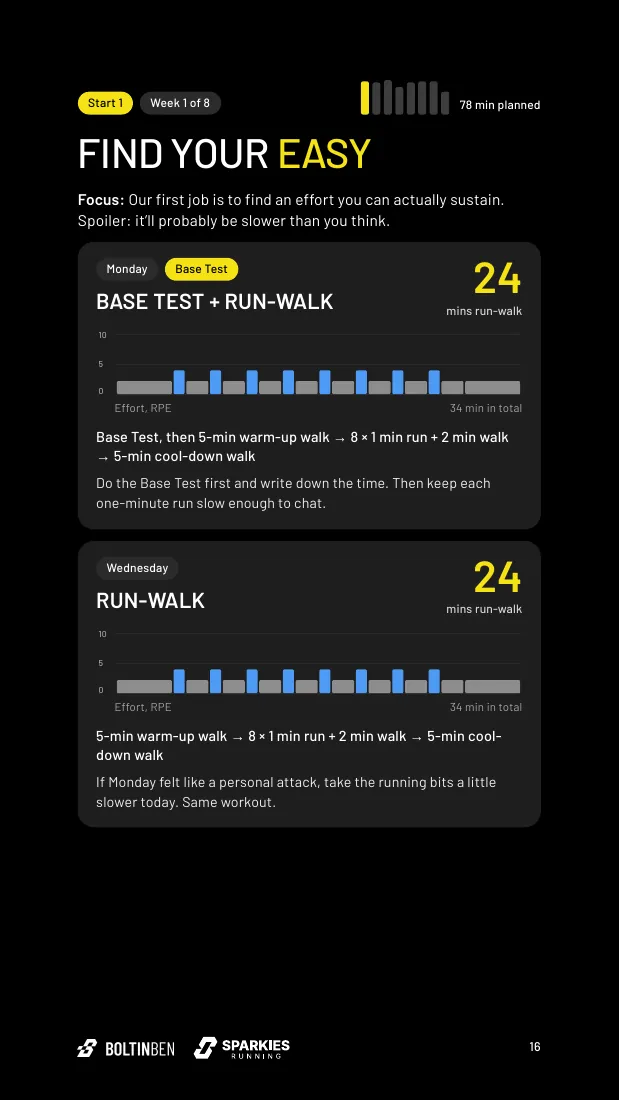 Start 1
Week 1 of 8
78 min planned
FIND YOUR EASY
Focus: Our first job is to find an effort you can actually sustain.
Spoiler: it’ll probably be slower than you think.
Monday
Base Test
24
BASE TEST + RUN-WALK
mins run-walk
10
5
0
Effort, RPE
34 min in total
Base Test, then 5-min warm-up walk → 8 × 1 min run + 2 min walk
→ 5-min cool-down walk
Do the Base Test first and write down the time. Then keep each
one-minute run slow enough to chat.
Wednesday
24
RUN-WALK
mins run-walk
10
5
0
Effort, RPE
34 min in total
5-min warm-up walk → 8 × 1 min run + 2 min walk → 5-min cool-
down walk
If Monday felt like a personal attack, take the running bits a little
slower today. Same workout.
BOLTINBEN
SPARKIES
RUNNING
16